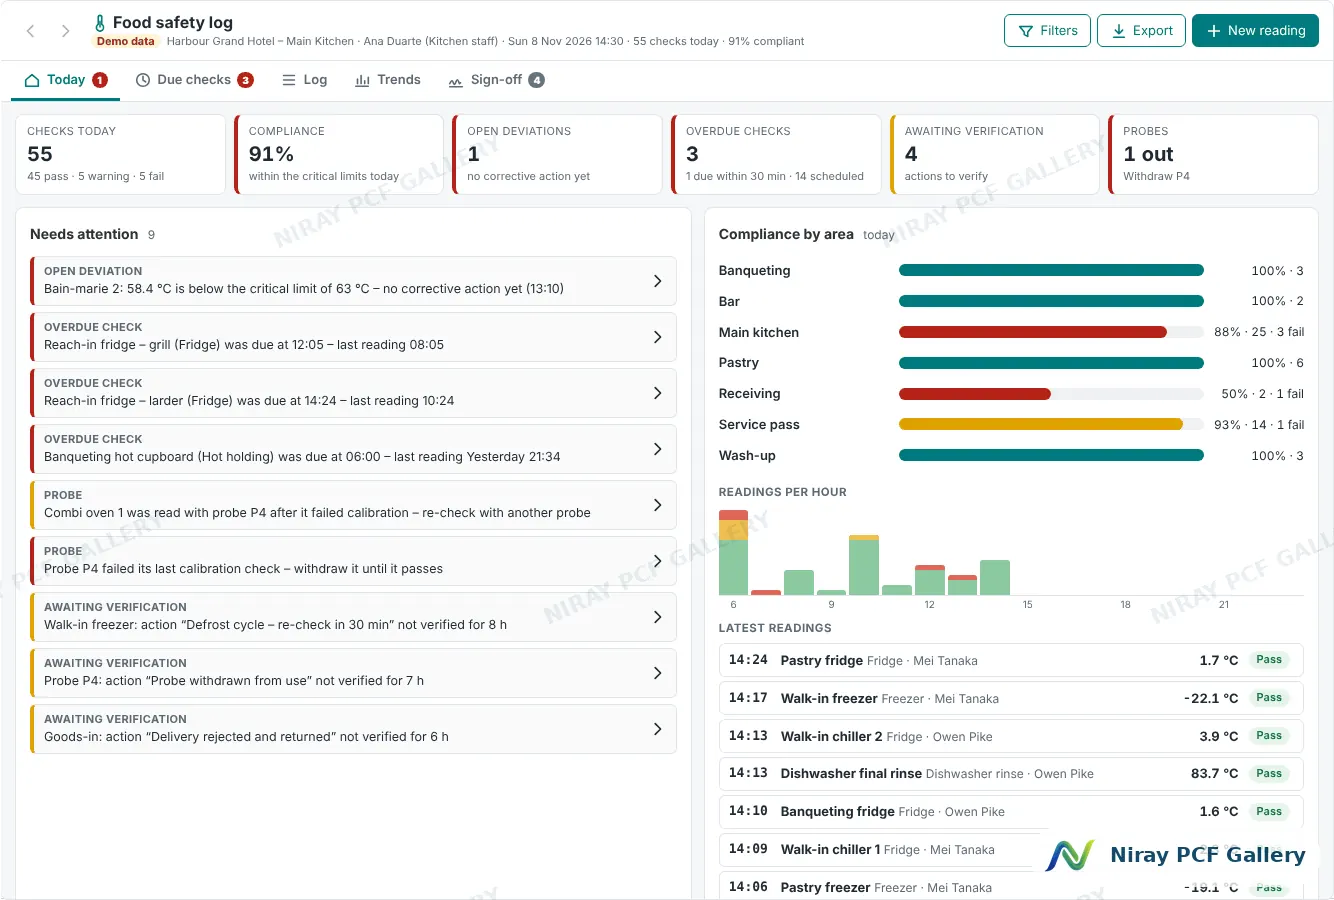 Food safety log
Demo data Harbour Grand Hotel – Main Kitchen · Ana Duarte (Kitchen staff) · Sun 8 Nov 2026 14:30 · 55 checks today · 91% compliant
Filters
Export
New reading
Today 1
Due checks 3
Log
Trends
Sign-off 4
CHECKS TODAY
55
45 pass · 5 warning · 5 fail
COMPLIANCE
91%
within the critical limits today
OPEN DEVIATIONS
1
no corrective action yet
OVERDUE CHECKS
3
1 due within 30 min · 14 scheduled
AWAITING VERIFICATION
4
actions to verify
PROBES
1 out
Withdraw P4
Needs attention 9
OPEN DEVIATION
Bain-marie 2: 58.4 °C is below the critical limit of 63 °C – no corrective action yet (13:10)
OVERDUE CHECK
Reach-in fridge – grill (Fridge) was due at 12:05 – last reading 08:05
OVERDUE CHECK
Reach-in fridge – larder (Fridge) was due at 14:24 – last reading 10:24
OVERDUE CHECK
Banqueting hot cupboard (Hot holding) was due at 06:00 – last reading Yesterday 21:34
PROBE
Combi oven 1 was read with probe P4 after it failed calibration – re-check with another probe
PROBE
Probe P4 failed its last calibration check – withdraw it until it passes
AWAITING VERIFICATION
Walk-in freezer: action “Defrost cycle – re-check in 30 min” not verified for 8 h
AWAITING VERIFICATION
Probe P4: action “Probe withdrawn from use” not verified for 7 h
AWAITING VERIFICATION
Goods-in: action “Delivery rejected and returned” not verified for 6 h
Compliance by area today
Banqueting 100% · 3
Bar 100% · 2
Main kitchen 88% · 25 · 3 fail
Pastry 100% · 6
Receiving 50% · 2 · 1 fail
Service pass 93% · 14 · 1 fail
Wash-up 100% · 3
READINGS PER HOUR
6 9 12 15 18 21
LATEST READINGS
14:24 Pastry fridge Fridge · Mei Tanaka 1.7 °C Pass
14:17 Walk-in freezer Freezer · Mei Tanaka -22.1 °C Pass
14:13 Walk-in chiller 2 Fridge · Owen Pike 3.9 °C Pass
14:13 Dishwasher final rinse Dishwasher rinse · Owen Pike 83.7 °C Pass
14:10 Banqueting fridge Fridge · Owen Pike 1.6 °C Pass
14:09 Walk-in chiller 1 Fridge · Mei Tanaka
14:06 Pastry freezer Freezer · Mei Tanaka -19.1 °C Pass
Niray PCF Gallery
NIRAY PCF GALLERY
NIRAY PCF GALLERY
NIRAY PCF GALLERY
NIRAY PCF GALLERY
NIRAY PCF GALLERY